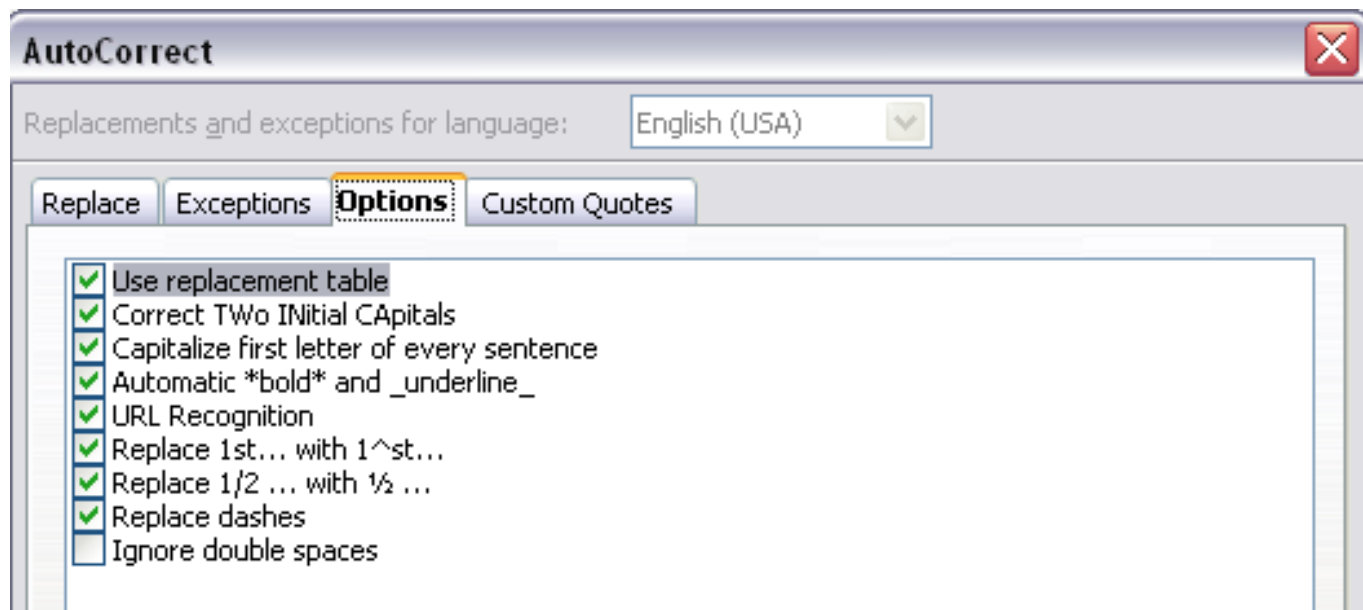 AutoCorrect
Replacements and exceptions for language: English (USA)
Replace Exceptions Options Custom Quotes
Use replacement table
Correct TWo INitial CApitals
Capitalize first letter of every sentence
Automatic *bold* and _underline_
URL Recognition
Replace 1st... with 1^st...
Replace 1/2 ... with ½ ...
Replace dashes
Ignore double spaces